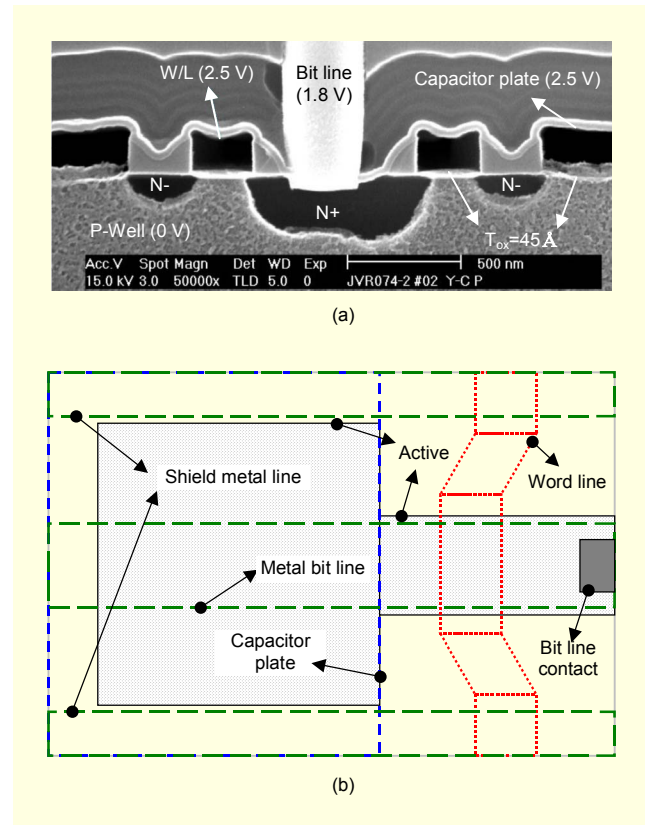 W/L (2.5 V)
Bit line
(1.8 V)
Capacitor plate (2.5 V)
N-
N+
N-
P-Well (0 V)
Tox=45Å
Acc.V Spot Magn Det WD Exp 500 nm
15.0 kV 3.0 50000x TLD 5.0 0 JVR074-2 #02 Y-C P
(a)
Shield metal line
Active
Word line
Metal bit line
Capacitor
plate
Bit line
contact
(b)